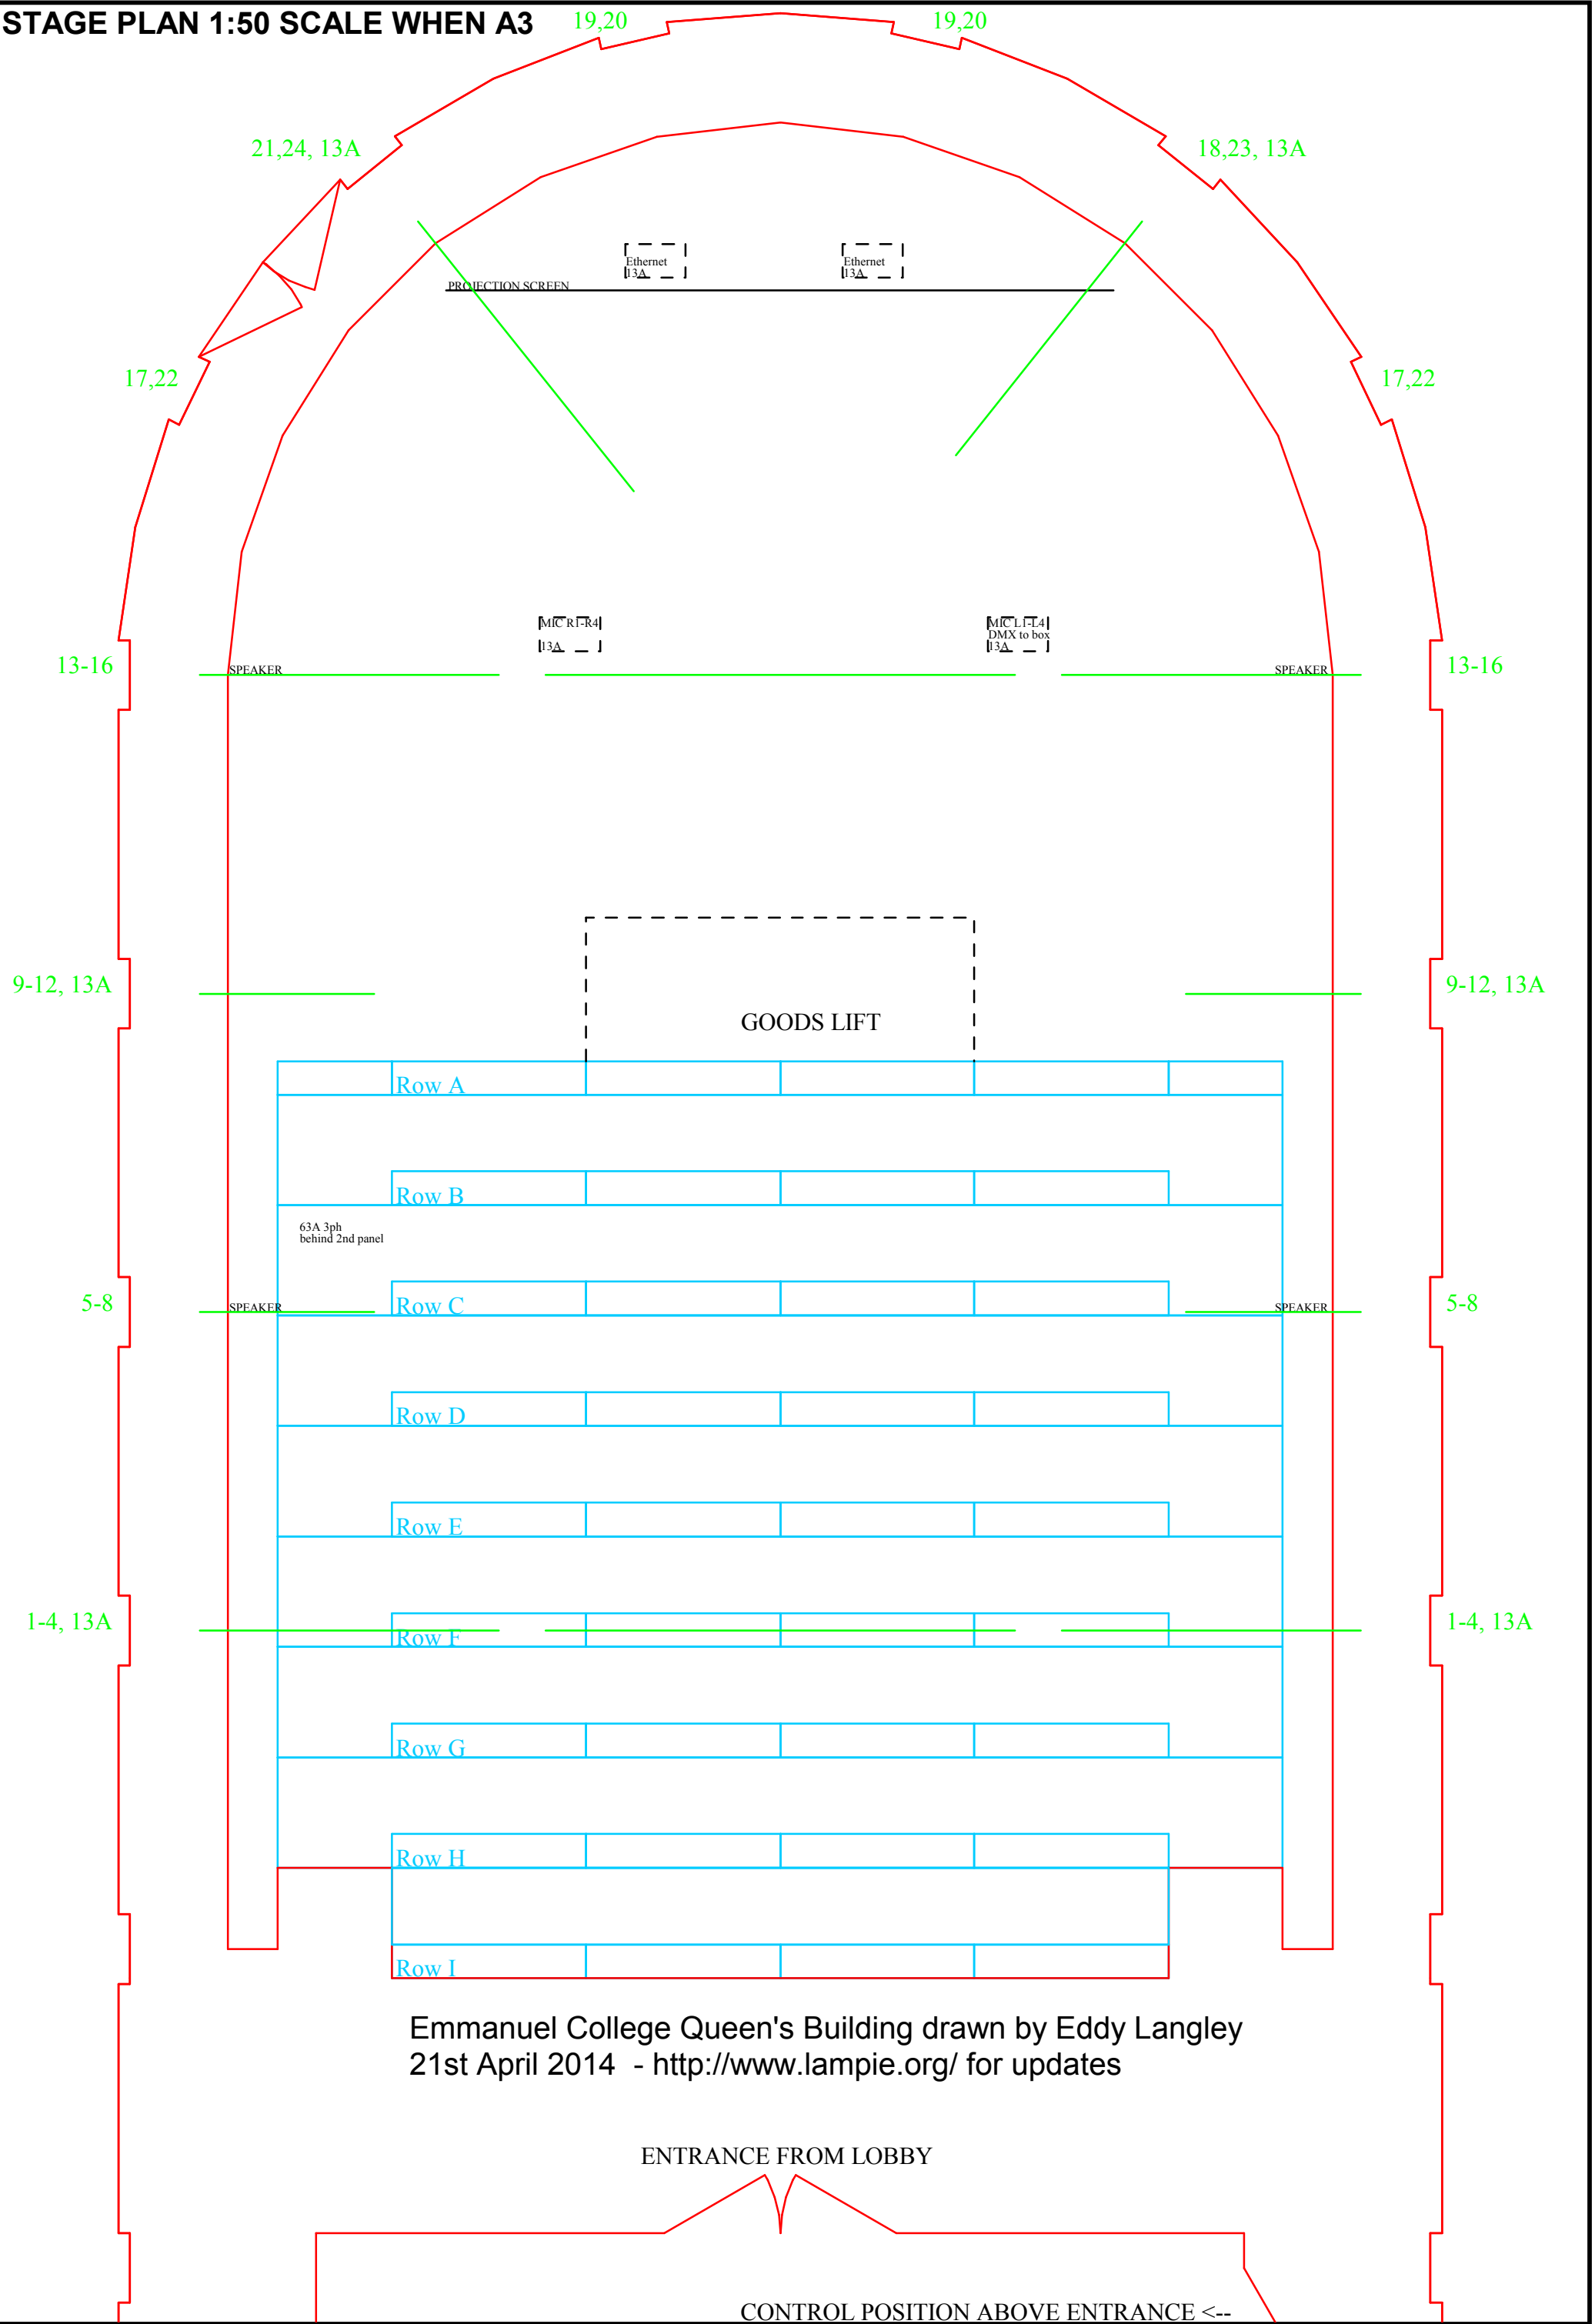 STAGE PLAN 1:50 SCALE WHEN A3
19,20
19,20
21,24, 13A
18,23, 13A
Ethernet
13A
Ethernet
13A
PROJECTION SCREEN
17,22
17,22
MIC R1-R4
13A
MIC L1-L4
DMX to box
13A
13-16
SPEAKER
SPEAKER
13-16
9-12, 13A
9-12, 13A
GOODS LIFT
Row A
Row B
63A 3ph
behind 2nd panel
5-8
SPEAKER
Row C
SPEAKER
5-8
Row D
Row E
1-4, 13A
Row F
1-4, 13A
Row G
Row H
Row I
Emmanuel College Queen's Building drawn by Eddy Langley
21st April 2014  - http://www.lampie.org/ for updates
ENTRANCE FROM LOBBY
CONTROL POSITION ABOVE ENTRANCE <--